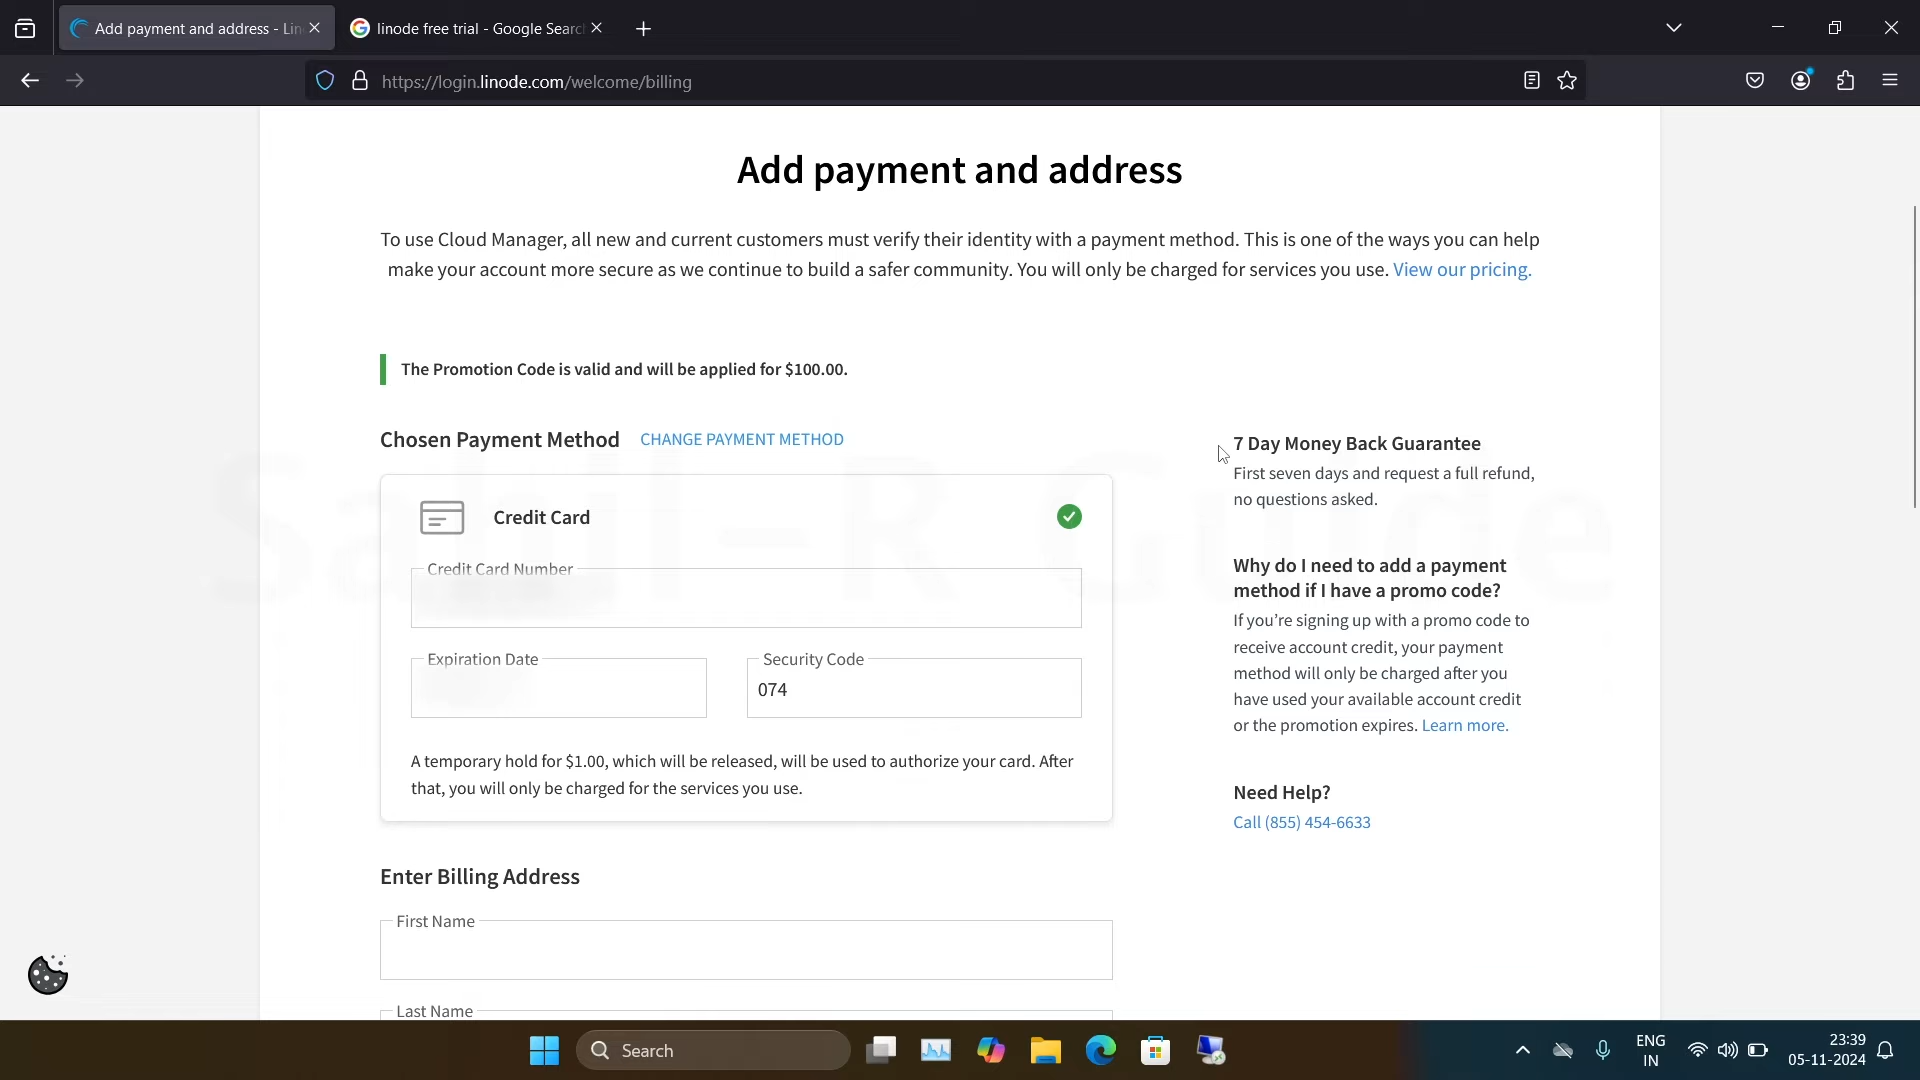 Add payment and address - Lin
linode free trial - Google Search
https://login.linode.com/welcome/billing
Add payment and address
To use Cloud Manager, all new and current customers must verify their identity with a payment method. This is one of the ways you can help
make your account more secure as we continue to build a safer community. You will only be charged for services you use. View our pricing.
The Promotion Code is valid and will be applied for $100.00.
Chosen Payment Method CHANGE PAYMENT METHOD
Credit Card
Credit Card Number
Expiration Date
Security Code
074
A temporary hold for $1.00, which will be released, will be used to authorize your card. After
that, you will only be charged for the services you use.
7 Day Money Back Guarantee
First seven days and request a full refund,
no questions asked.
Why do I need to add a payment
method if I have a promo code?
If you’re signing up with a promo code to
receive account credit, your payment
method will only be charged after you
have used your available account credit
or the promotion expires. Learn more.
Need Help?
Call (855) 454-6633
Enter Billing Address
First Name
Last Name
Sahil-R Guide
Search
ENG
IN
23:39
05-11-2024